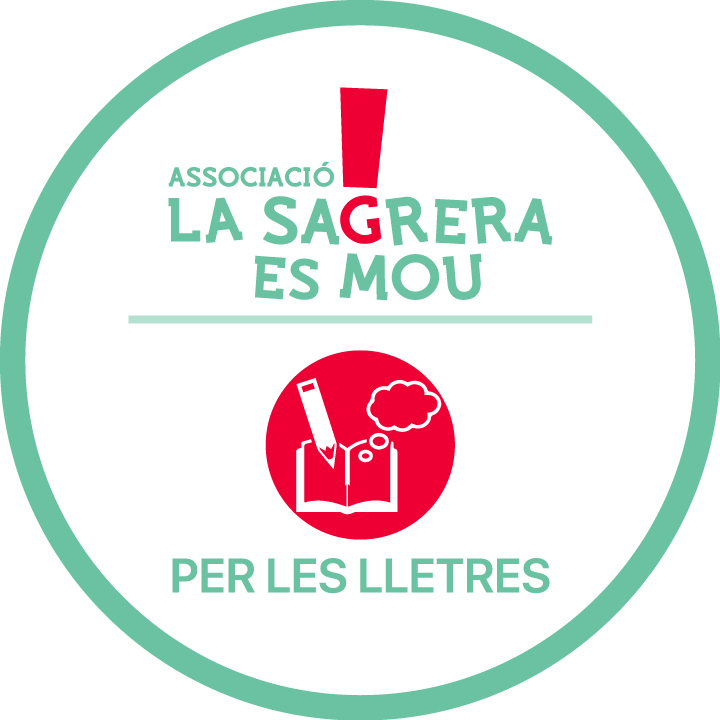 ASSOCIACIÓ
LA SAGRERA
ES MOU
PER LES LLETRES